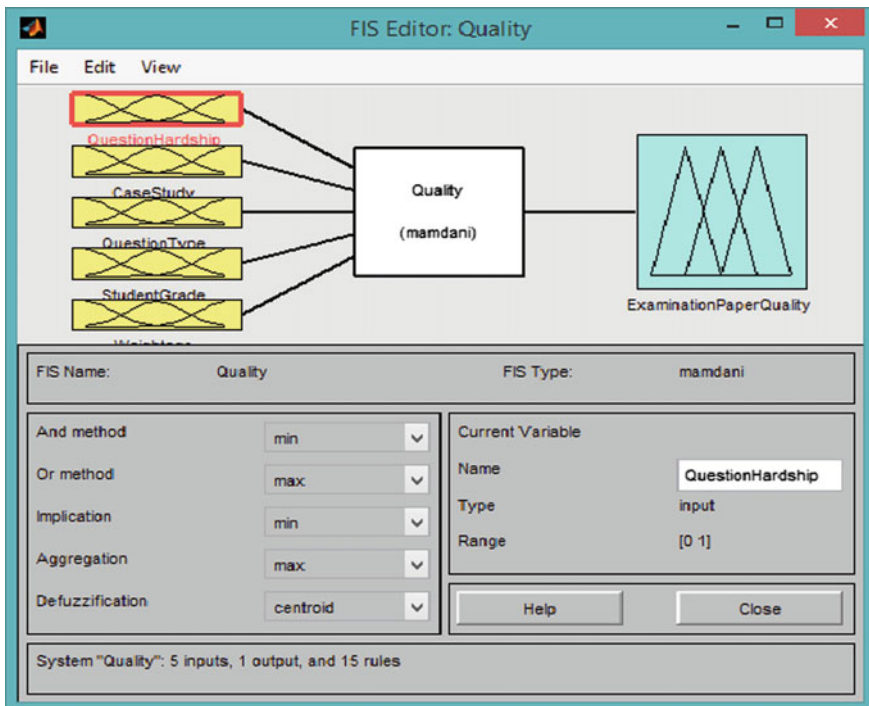 FIS Editor: Quality
File Edit View
QuestionHardship
CaseStudy
QuestionType
StudentGrade
Weightage
Quality
(mamdani)
ExaminationPaperQuality
FIS Name: Quality FIS Type: mamdani
And method min
Or method max
Implication min
Aggregation max
Defuzzification centroid
Current Variable
Name QuestionHardship
Type input
Range [0 1]
Help Close
System "Quality": 5 inputs, 1 output, and 15 rules